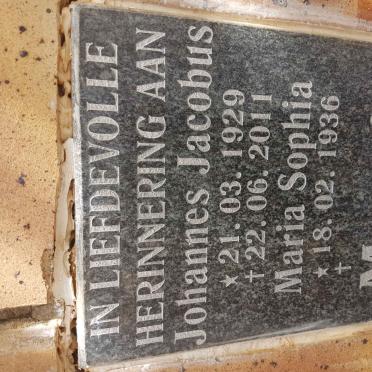 IN LIEFDEVOLLE
HERINNERING AAN
Johannes Jacobus
* 21. 03. 1929
† 22. 06. 2011
Maria Sophia
* 18. 02. 1936
†